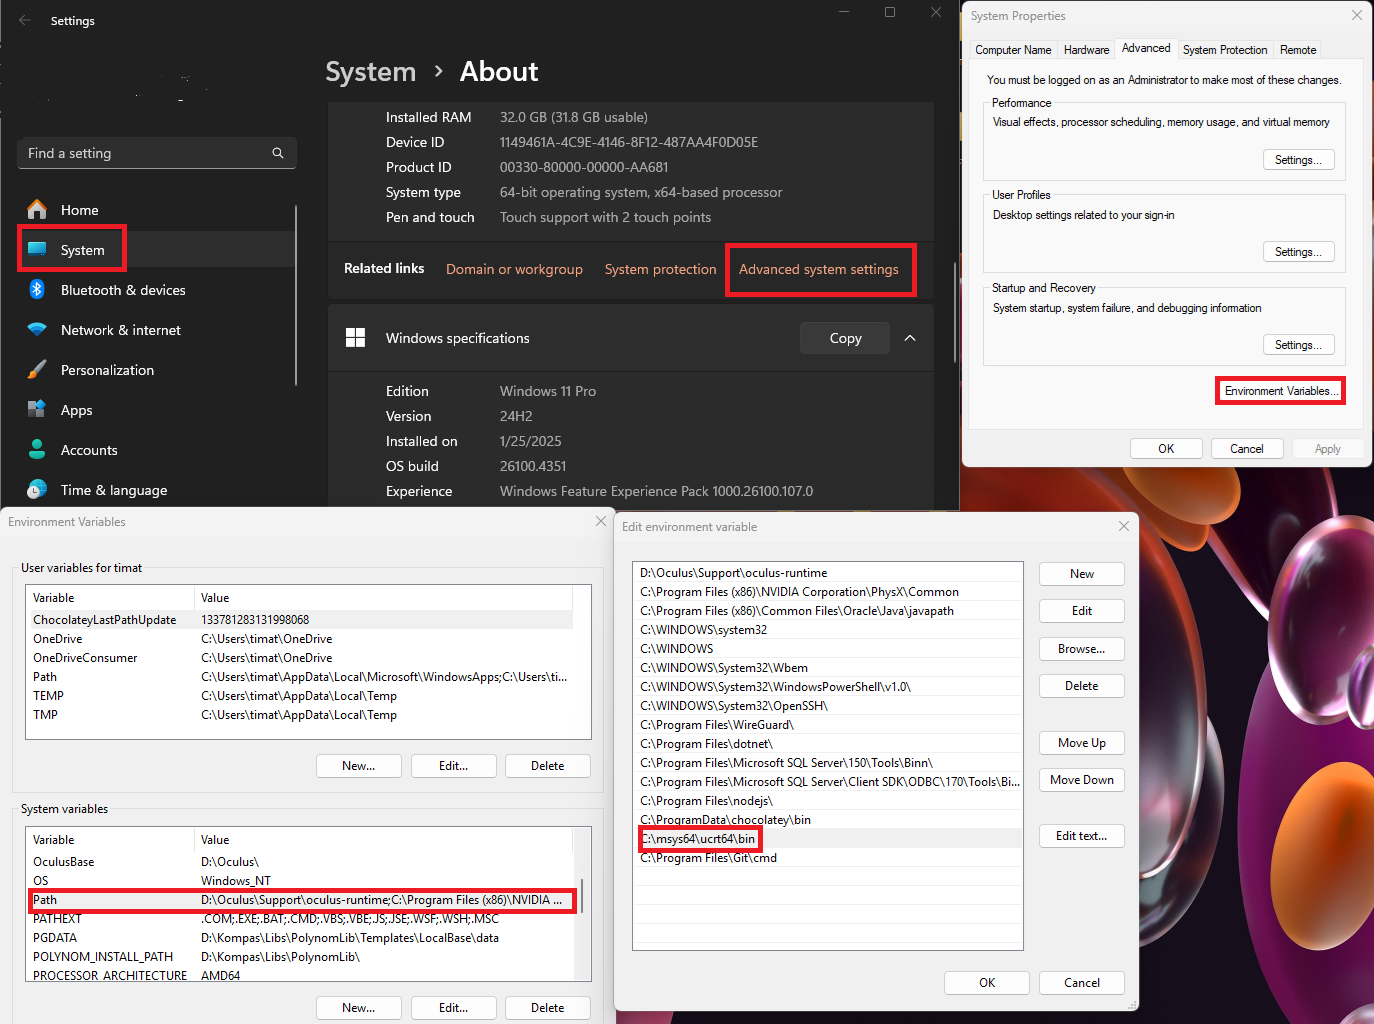 Settings
System > About
Find a setting
Home
System
Bluetooth & devices
Network & internet
Personalization
Apps
Accounts
Time & language
Installed RAM 32.0 GB (31.8 GB usable)
Device ID 1149461A-4C9E-4146-8F12-487AA4F0D05E
Product ID 00330-80000-00000-AA681
System type 64-bit operating system, x64-based processor
Pen and touch Touch support with 2 touch points
Related links Domain or workgroup System protection Advanced system settings
Windows specifications Copy
Edition Windows 11 Pro
Version 24H2
Installed on 1/25/2025
OS build 26100.4351
Experience Windows Feature Experience Pack 1000.26100.107.0
System Properties
Computer Name Hardware Advanced System Protection Remote
You must be logged on as an Administrator to make most of these changes.
Performance
Visual effects, processor scheduling, memory usage, and virtual memory
Settings...
User Profiles
Desktop settings related to your sign-in
Settings...
Startup and Recovery
System startup, system failure, and debugging information
Settings...
Environment Variables...
OK Cancel Apply
Environment Variables
User variables for timat
Variable Value
ChocolateyLastPathUpdate 133781283131998068
OneDrive C:\Users\timat\OneDrive
OneDriveConsumer C:\Users\timat\OneDrive
Path C:\Users\timat\AppData\Local\Microsoft\WindowsApps;C:\Users\ti...
TEMP C:\Users\timat\AppData\Local\Temp
TMP C:\Users\timat\AppData\Local\Temp
New... Edit... Delete
System variables
Variable Value
OculusBase D:\Oculus\
OS Windows_NT
Path D:\Oculus\Support\oculus-runtime;C:\Program Files (x86)\NVIDIA ...
PATHEXT .COM;.EXE;.BAT;.CMD;.VBS;.VBE;.JS;.JSE;.WSF;.WSH;.MSC
PGDATA D:\Kompas\Libs\PolynomLib\Templates\LocalBase\data
POLYNOM_INSTALL_PATH D:\Kompas\Libs\PolynomLib\
PROCESSOR_ARCHITECTURE AMD64
New... Edit... Delete
Edit environment variable
D:\Oculus\Support\oculus-runtime
C:\Program Files (x86)\NVIDIA Corporation\PhysX\Common
C:\Program Files (x86)\Common Files\Oracle\Java\javapath
C:\WINDOWS\system32
C:\WINDOWS
C:\WINDOWS\System32\Wbem
C:\WINDOWS\System32\WindowsPowerShell\v1.0\
C:\WINDOWS\System32\OpenSSH\
C:\Program Files\WireGuard\
C:\Program Files\dotnet\
C:\Program Files\Microsoft SQL Server\150\Tools\Binn\
C:\Program Files\Microsoft SQL Server\Client SDK\ODBC\170\Tools\Bi...
C:\Program Files\nodejs\
C:\ProgramData\chocolatey\bin
C:\msys64\ucrt64\bin
C:\Program Files\Git\cmd
New
Edit
Browse...
Delete
Move Up
Move Down
Edit text...
OK Cancel